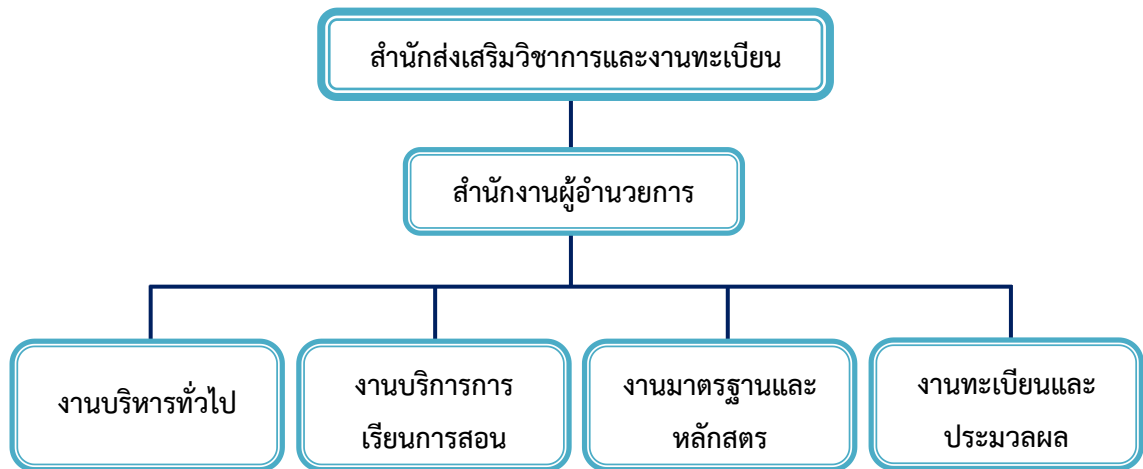 สำนักส่งเสริมวิชาการและงานทะเบียน
สำนักงานผู้อำนวยการ
งานบริหารทั่วไป
งานบริการการ
เรียนการสอน
งานมาตรฐานและ
หลักสตร
งานทะเบียนและ
ประมวลผล